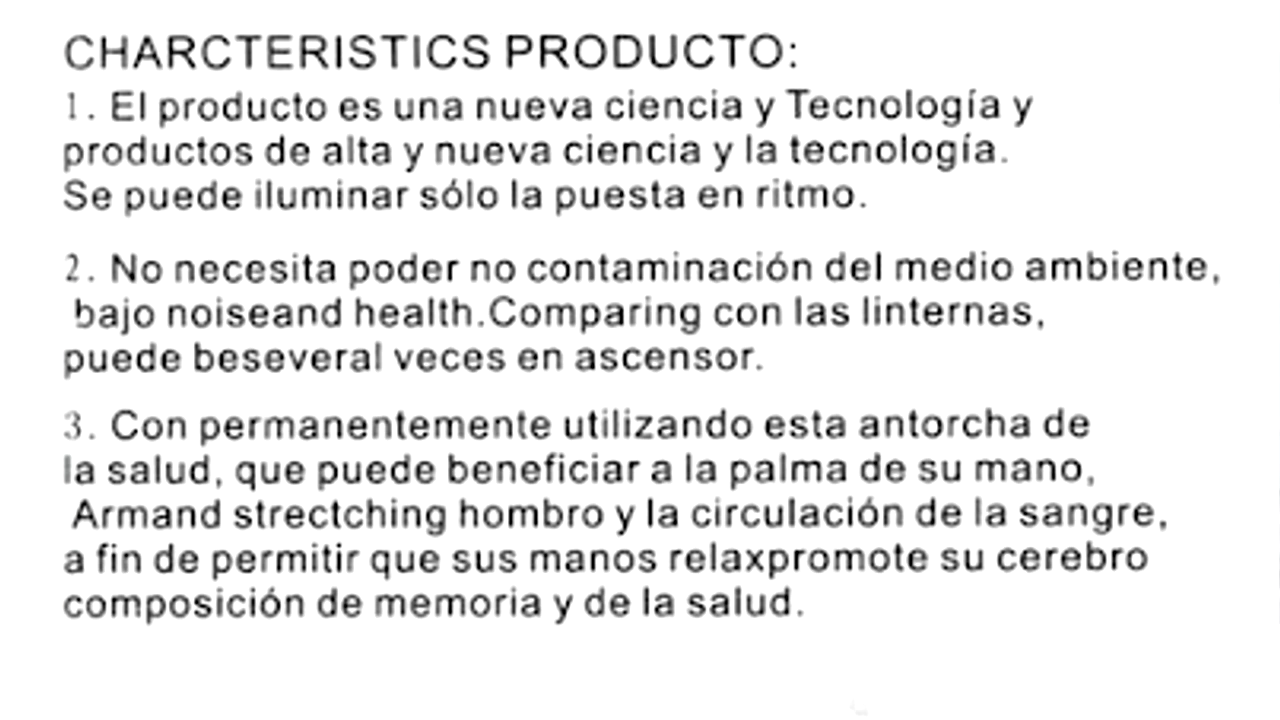 CHARCTERISTICS PRODUCTO:
1. El producto es una nueva ciencia y Tecnología y
productos de alta y nueva ciencia y la tecnología.
Se puede iluminar sólo la puesta en ritmo.
2. No necesita poder no contaminación del medio ambiente,
bajo noiseand health.Comparing con las linternas,
puede beseveral veces en ascensor.
3. Con permanentemente utilizando esta antorcha de
la salud, que puede beneficiar a la palma de su mano,
Armand strectching hombro y la circulación de la sangre,
a fin de permitir que sus manos relaxpromote su cerebro
composición de memoria y de la salud.